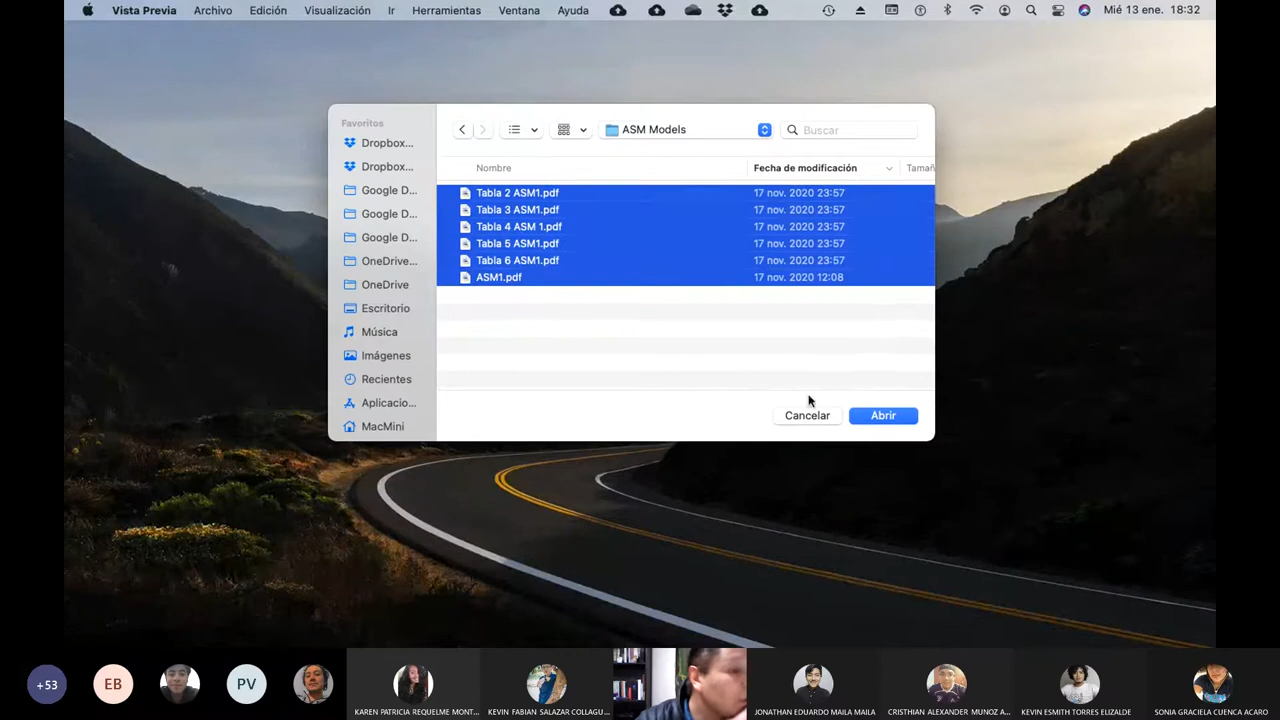 Vista Previa Archivo Edición Visualización Ir Herramientas Ventana Ayuda Mié 13 ene. 18:32
Favoritos
Dropbox...
Dropbox...
Google D...
Google D...
Google D...
OneDrive...
OneDrive
Escritorio
Música
Imágenes
Recientes
Aplicacio...
MacMini
ASM Models
Buscar
Nombre Fecha de modificación Tamañ
Tabla 2 ASM1.pdf 17 nov. 2020 23:57
Tabla 3 ASM1.pdf 17 nov. 2020 23:57
Tabla 4 ASM 1.pdf 17 nov. 2020 23:57
Tabla 5 ASM1.pdf 17 nov. 2020 23:57
Tabla 6 ASM1.pdf 17 nov. 2020 23:57
ASM1.pdf 17 nov. 2020 12:08
Cancelar Abrir
+53 EB PV
KAREN PATRICIA REQUELME MONT... KEVIN FABIAN SALAZAR COLLAGU... JONATHAN EDUARDO MAILA MAILA CRISTHIAN ALEXANDER MUNOZ A... KEVIN ESMITH TORRES ELIZALDE SONIA GRACIELA CUENCA ACARO